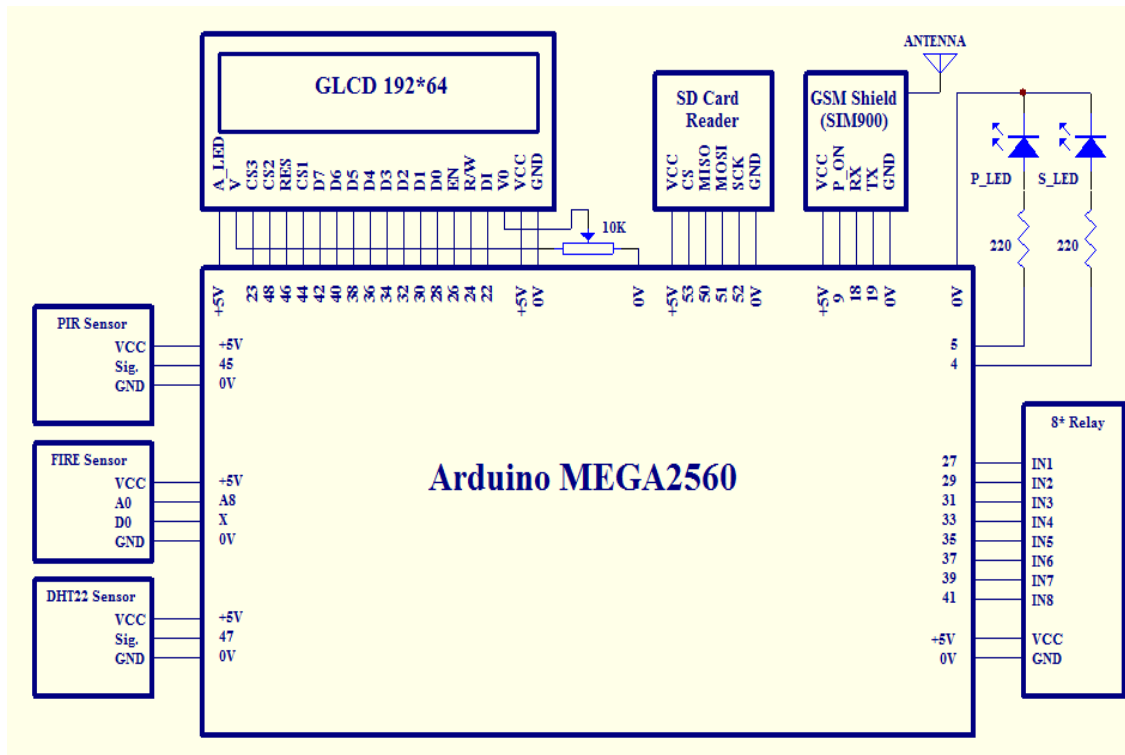 ANTENNA
GLCD 192*64
A_LED
V
CS3
CS2
RES
CS1
D7
D6
D5
D4
D3
D2
D1
D0
EN
R/W
DI
V0
VCC
GND
10K
SD Card
Reader
VCC
CS
MISO
MOSI
SCK
GND
GSM Shield
(SIM900)
VCC
P_ON
RX
TX
GND
P_LED
S_LED
220
220
+5V
23
48
46
44
42
40
38
36
34
32
30
28
26
24
22
+5V
0V
0V
+5V
53
50
51
52
0V
+5V
9
18
19
0V
0V
5
4
PIR Sensor
VCC
Sig.
GND
+5V
45
0V
FIRE Sensor
VCC
A0
D0
GND
+5V
A8
X
0V
DHT22 Sensor
VCC
Sig.
GND
+5V
47
0V
Arduino MEGA2560
27
29
31
33
35
37
39
41
+5V
0V
8* Relay
IN1
IN2
IN3
IN4
IN5
IN6
IN7
IN8
VCC
GND